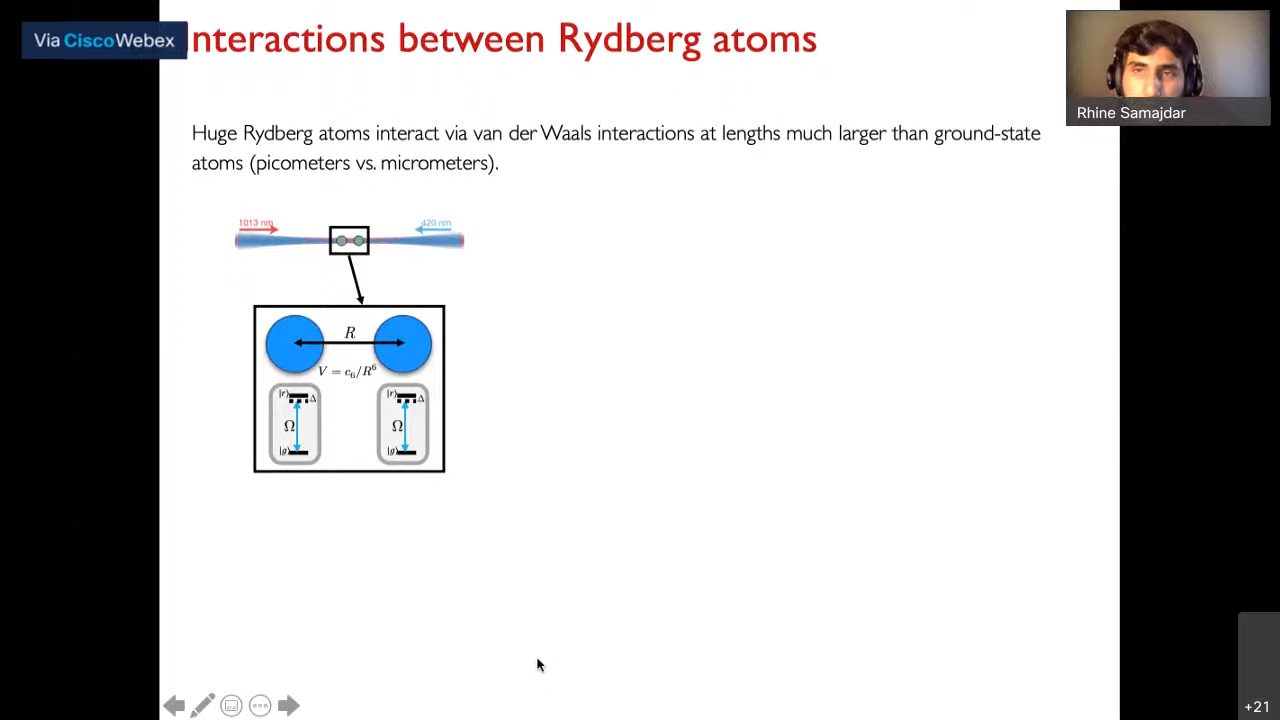 Via CiscoWebex
nteractions between Rydberg atoms
Rhine Samajdar
Huge Rydberg atoms interact via van der Waals interactions at lengths much larger than ground-state
atoms (picometers vs. micrometers).
1013 nm
420 nm
R
V = c₆/R⁶
|r⟩ Δ
|r⟩ Δ
Ω
Ω
|g⟩
|g⟩
+21